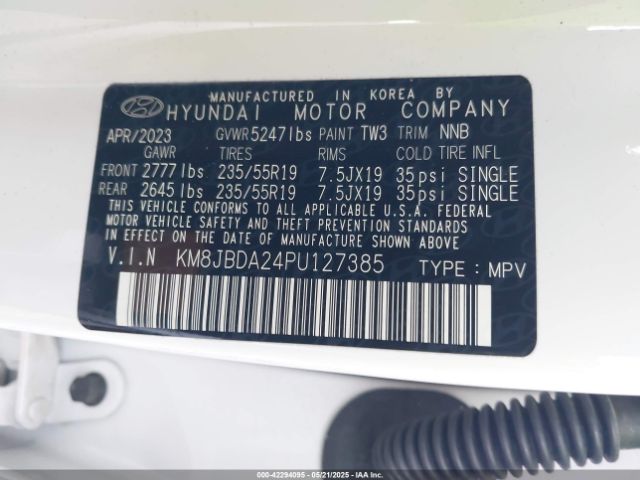 MANUFACTURED IN KOREA BY
HYUNDAI MOTOR COMPANY
APR/2023 GVWR 5247lbs PAINT TW3 TRIM NNB
GAWR TIRES RIMS COLD TIRE INFL
FRONT 2777lbs 235/55R19 7.5JX19 35psi SINGLE
REAR 2645lbs 235/55R19 7.5JX19 35psi SINGLE
THIS VEHICLE CONFORMS TO ALL APPLICABLE U.S.A. FEDERAL
MOTOR VEHICLE SAFETY AND THEFT PREVENTION STANDARDS
IN EFFECT ON THE DATE OF MANUFACTURE SHOWN ABOVE
V.I.N KM8JBDA24PU127385 TYPE : MPV
000-42294095 - 05/21/2025 - IAA Inc.